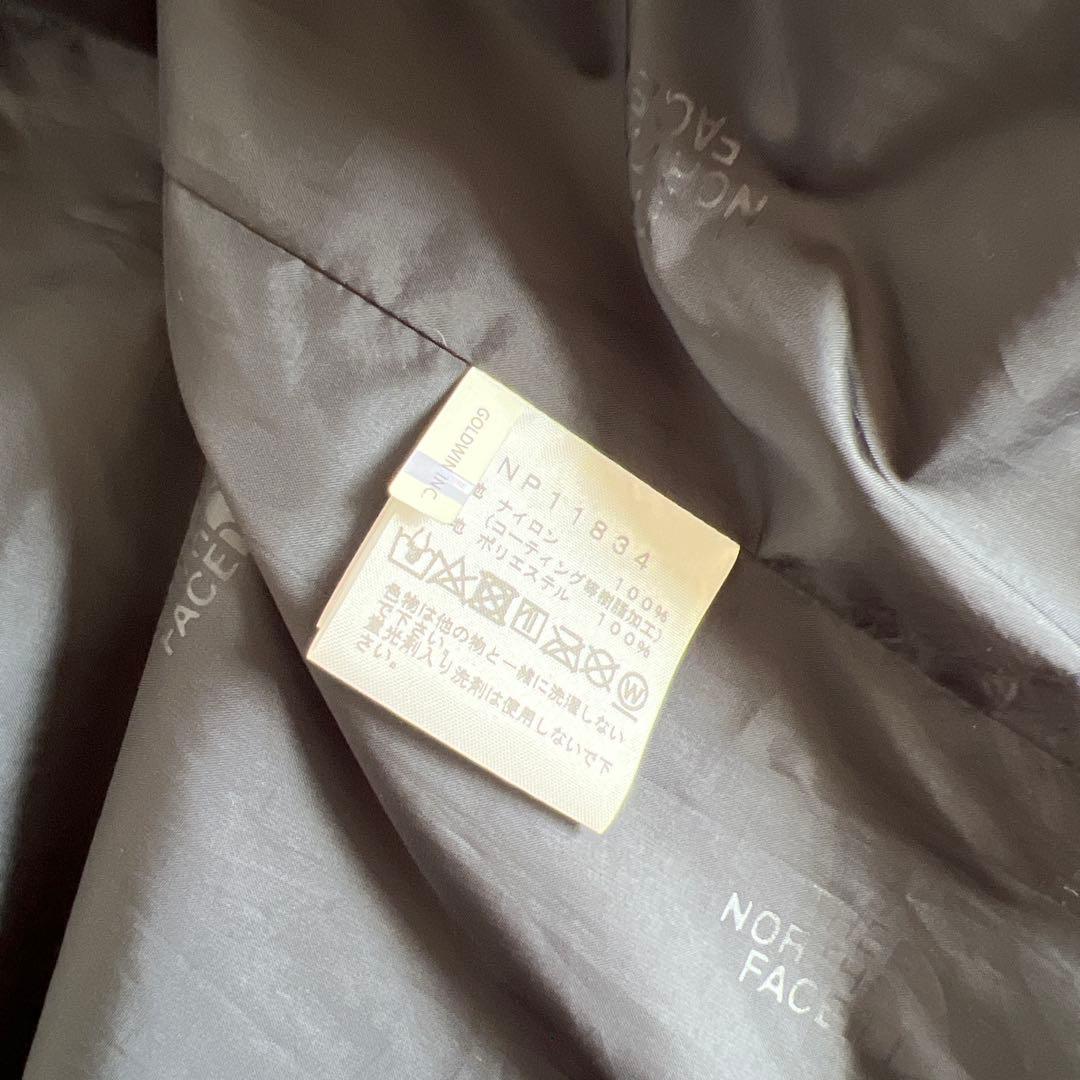 GOLDWIN INC
NP11834
地 ナイロン 100%
(コーティング等樹脂加工)
地 ポリエステル 100%
W
色物は他の物と一緒に洗濯しない
で下さい。
蛍光剤入り洗剤は使用しないで下
さい。
NOR
FACE
FACE
NOR
FACE